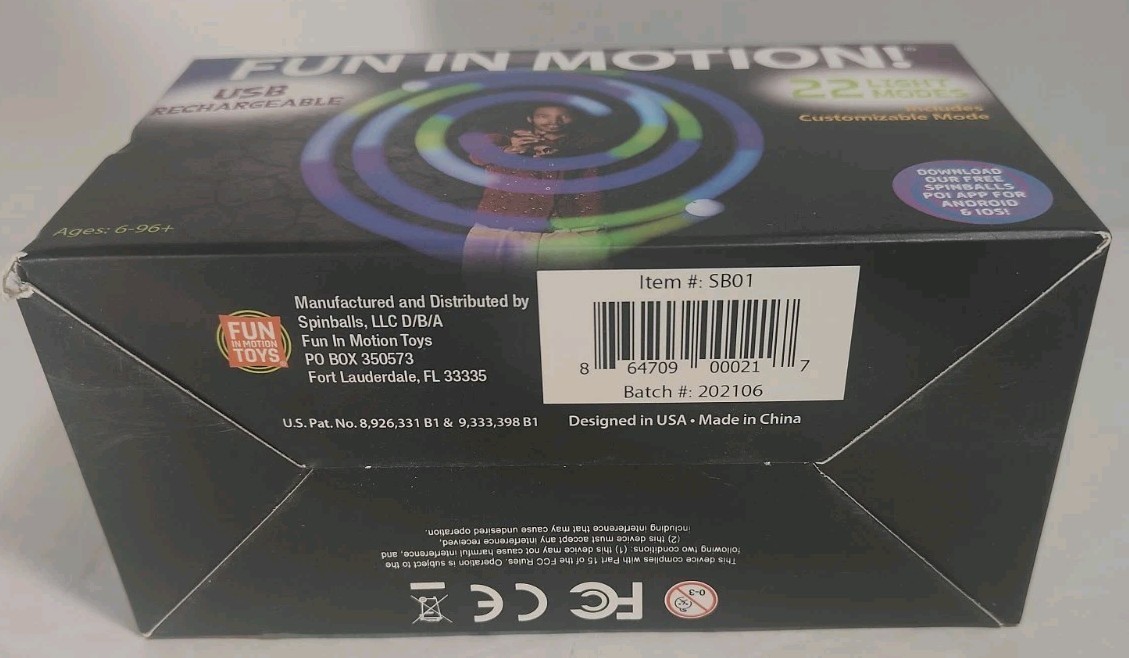 FUN IN MOTION!
USB
RECHARGEABLE
22 LIGHT
MODES
Includes
Customizable Mode
DOWNLOAD
OUR FREE
SPINBALLS
POI APP FOR
ANDROID
& IOS!
Ages: 6-96+
FUN
IN MOTION
TOYS
Manufactured and Distributed by
Spinballs, LLC D/B/A
Fun In Motion Toys
PO BOX 350573
Fort Lauderdale, FL 33335
Item #: SB01
8 64709 00021 7
Batch #: 202106
U.S. Pat. No. 8,926,331 B1 & 9,333,398 B1
Designed in USA • Made in China
This device complies with Part 15 of the FCC Rules. Operation is subject to the
following two conditions: (1) this device may not cause harmful interference, and
(2) this device must accept any interference received,
including interference that may cause undesired operation.
0-3
FC
CE